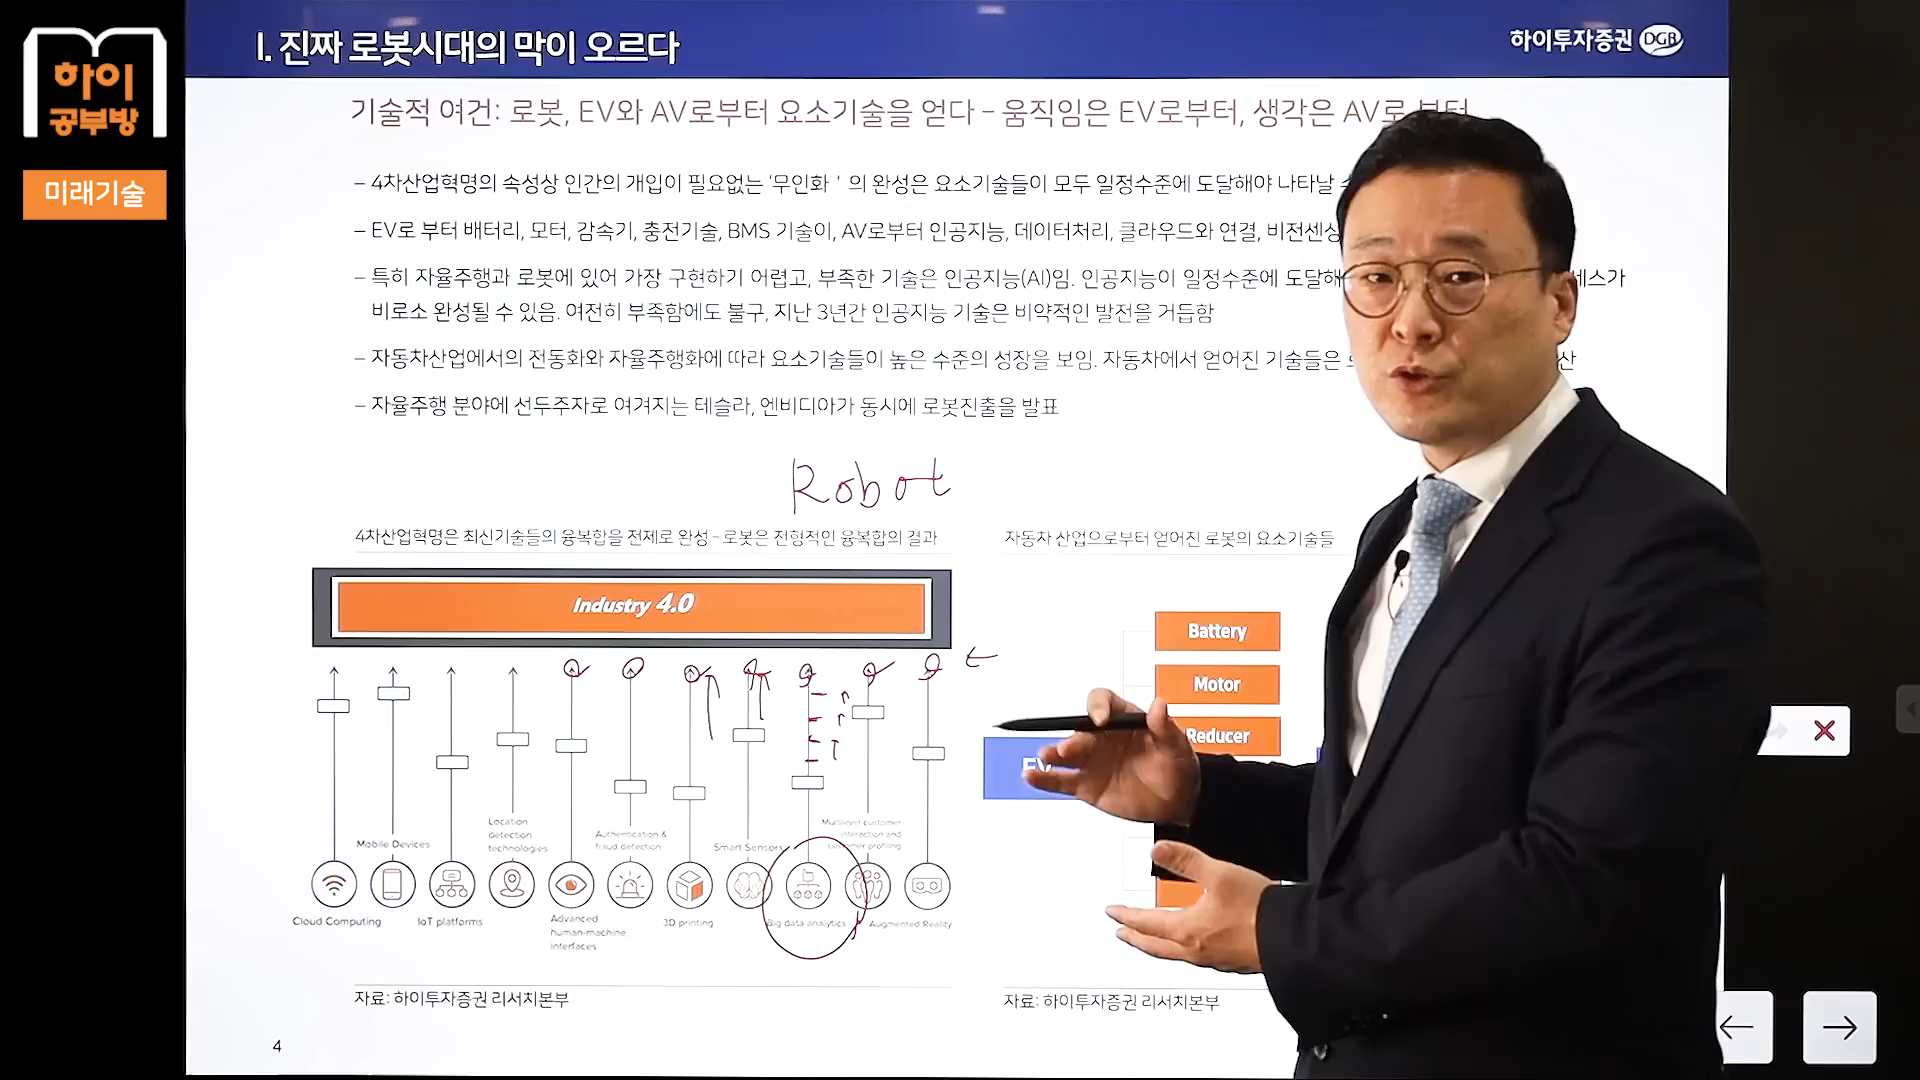 하이
공부방
미래기술
I. 진짜 로봇시대의 막이 오르다
하이투자증권 DGB
기술적 여건: 로봇, EV와 AV로부터 요소기술을 얻다 – 움직임은 EV로부터, 생각은 AV로 부터
– 4차산업혁명의 속성상 인간의 개입이 필요없는 '무인화 ' 의 완성은 요소기술들이 모두 일정수준에 도달해야 나타날
– EV로 부터 배터리, 모터, 감속기, 충전기술, BMS 기술이, AV로부터 인공지능, 데이터처리, 클라우드와 연결, 비전센싱
– 특히 자율주행과 로봇에 있어 가장 구현하기 어렵고, 부족한 기술은 인공지능(AI)임. 인공지능이 일정수준에 도달해 세스가
비로소 완성될 수 있음. 여전히 부족함에도 불구, 지난 3년간 인공지능 기술은 비약적인 발전을 거듭함
– 자동차산업에서의 전동화와 자율주행화에 따라 요소기술들이 높은 수준의 성장을 보임. 자동차에서 얻어진 기술들은 산
– 자율주행 분야에 선두주자로 여겨지는 테슬라, 엔비디아가 동시에 로봇진출을 발표
Robot
4차산업혁명은 최신기술들의 융복합을 전제로 완성 – 로봇은 전형적인 융복합의 결과
Industry 4.0
Cloud Computing
Mobile Devices
IoT platforms
Location
detection
technologies
Advanced
human-machine
interfaces
Authentication &
fraud detection
3D printing
Smart Sensors
Big data analytics
Multilevel customer
interaction and
customer profiling
Augmented Reality
자료: 하이투자증권 리서치본부
자동차 산업으로부터 얻어진 로봇의 요소기술들
Battery
Motor
Reducer
EV
자료: 하이투자증권 리서치본부
4